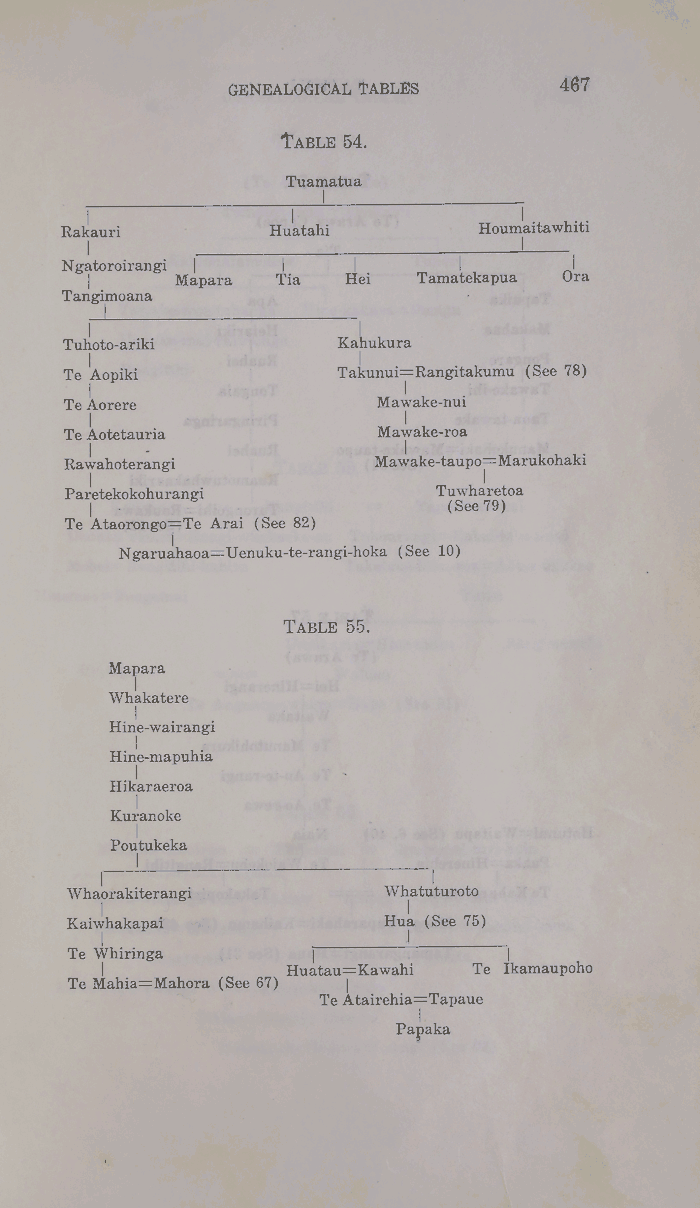 GENEALOGICAL TABLES 467
TABLE 54.
Tuamatua
Rakauri Huatahi Houmaitawhiti
Ngatoroirangi
Mapara Tia Hei Tamatekapua Ora
Tangimoana
Tuhoto-ariki Kahukura
Te Aopiki Takunui=Rangitakumu (See 78)
Te Aorere Mawake-nui
Te Aotetauria Mawake-roa
Rawahoterangi Mawake-taupo=Marukohaki
Paretekokohurangi Tuwharetoa
(See 79)
Te Ataorongo=Te Arai (See 82)
Ngaruahaoa=Uenuku-te-rangi-hoka (See 10)
TABLE 55.
Mapara
Whakatere
Hine-wairangi
Hine-mapuhia
Hikaraeroa
Kuranoke
Poutukeka
Whaorakiterangi Whatuturoto
Kaiwhakapai Hua (See 75)
Te Whiringa
Huatau=Kawahi Te Ikamaupoho
Te Mahia=Mahora (See 67)
Te Atairehia=Tapaue
Papaka